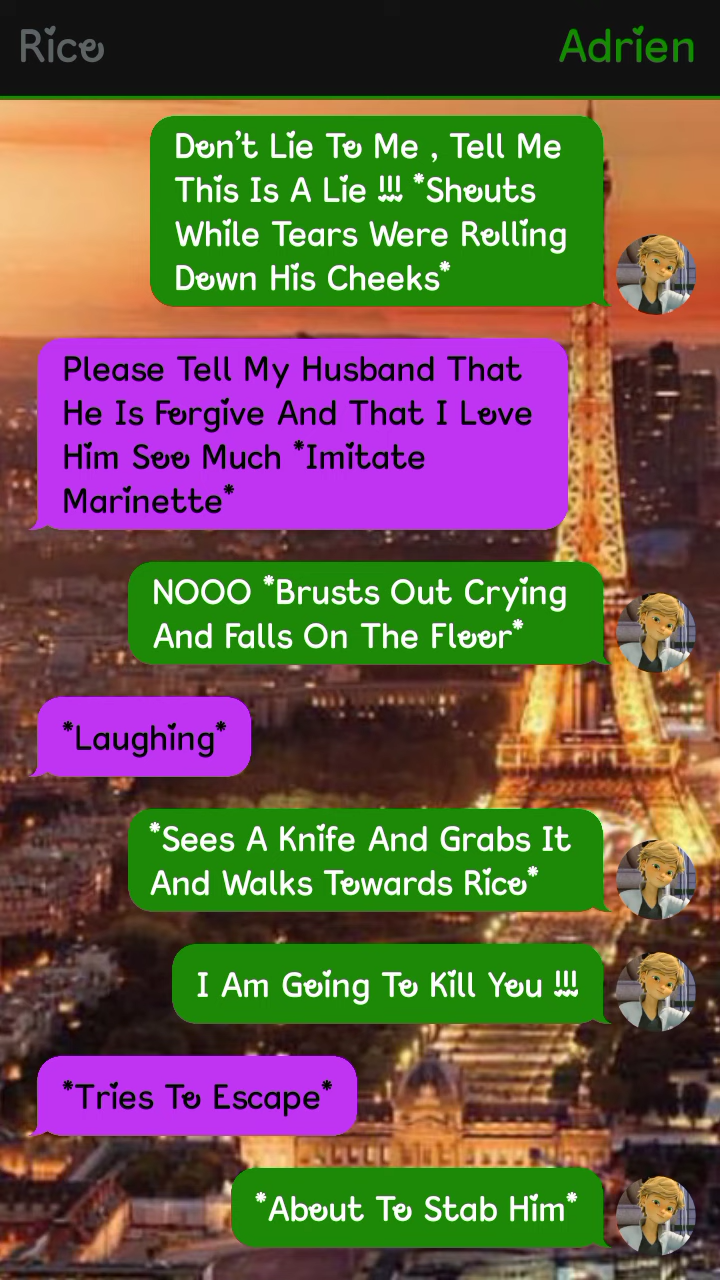 Rice
Adrien
Don't Lie To Me , Tell Me
This Is A Lie !!! *Shouts
While Tears Were Rolling
Down His Cheeks*
Please Tell My Husband That
He Is Forgive And That I Love
Him Soo Much *Imitate
Marinette*
NOOO *Brusts Out Crying
And Falls On The Floor*
*Laughing*
*Sees A Knife And Grabs It
And Walks Towards Rice*
I Am Going To Kill You !!!
*Tries To Escape*
*About To Stab Him*